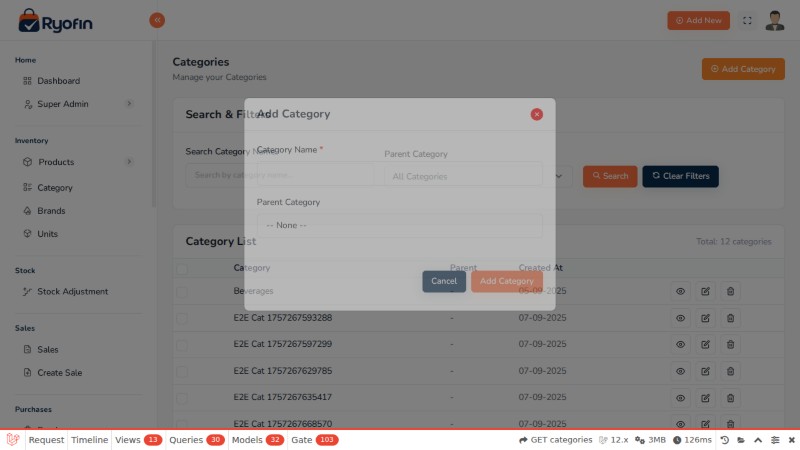 Ryofin
Add New
Home
Dashboard
Super Admin
Inventory
Products
Category
Brands
Units
Stock
Stock Adjustment
Sales
Sales
Create Sale
Purchases
Categories
Manage your Categories
Add Category
Search & Filters
Search Category Name
Search by category name...
Parent Category
All Categories
Search
Clear Filters
Add Category
Category Name *
Parent Category
-- None --
Cancel
Add Category
Category List
Total: 12 categories
Category Parent Created At
Beverages - 05-09-2025
E2E Cat 1757267593288 - 07-09-2025
E2E Cat 1757267597299 - 07-09-2025
E2E Cat 1757267629785 - 07-09-2025
E2E Cat 1757267635417 - 07-09-2025
E2E Cat 1757267668570 - 07-09-2025
Request Timeline Views 13 Queries 30 Models 32 Gate 103 GET categories 12.x 3MB 126ms